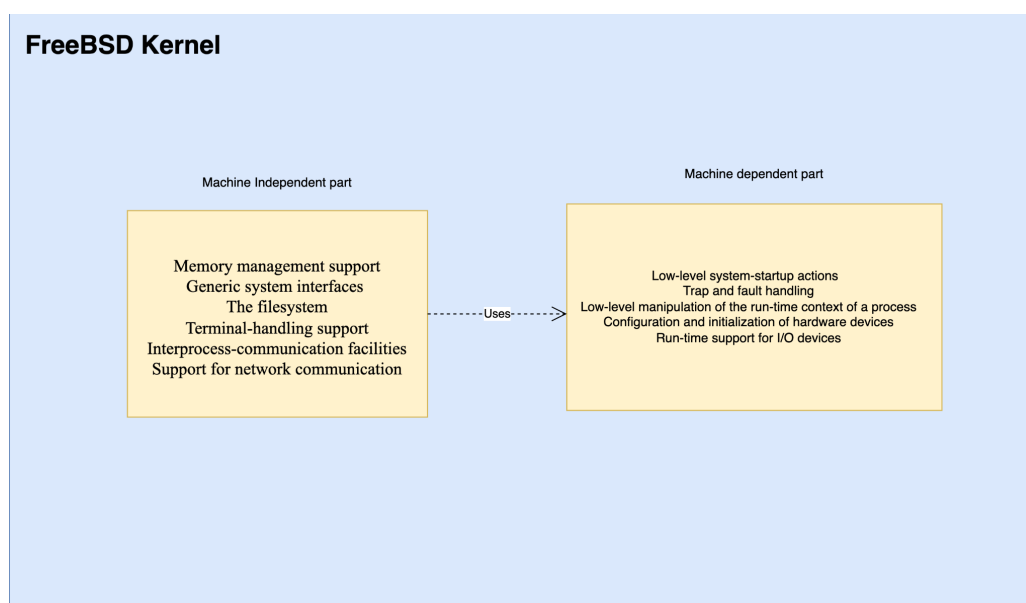 FreeBSD Kernel
Machine Independent part
Memory management support
Generic system interfaces
The filesystem
Terminal-handling support
Interprocess-communication facilities
Support for network communication
Uses
Machine dependent part
Low-level system-startup actions
Trap and fault handling
Low-level manipulation of the run-time context of a process
Configuration and initialization of hardware devices
Run-time support for I/O devices